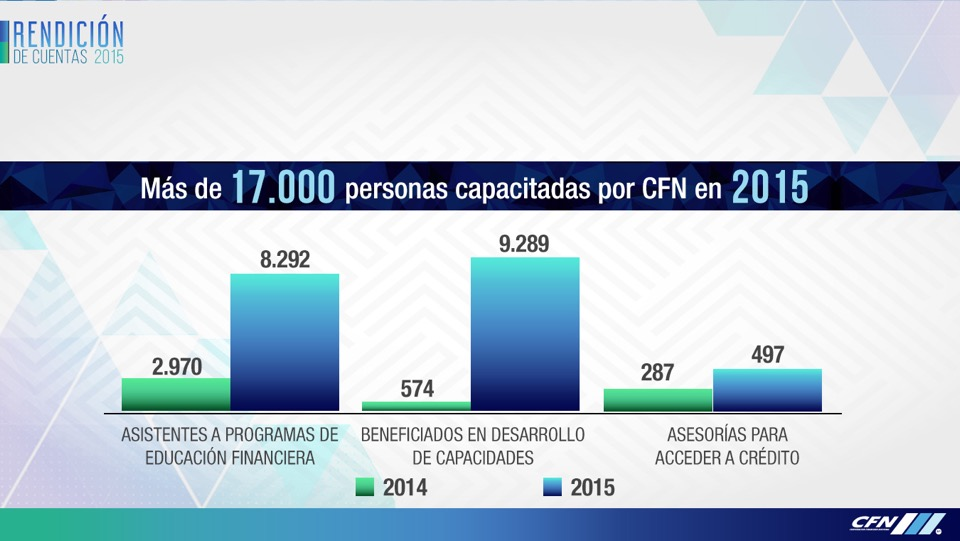 RENDICIÓN
DE CUENTAS 2015
Más de 17.000 personas capacitadas por CFN en 2015
2.970
8.292
574
9.289
287
497
ASISTENTES A PROGRAMAS DE
EDUCACIÓN FINANCIERA
BENEFICIADOS EN DESARROLLO
DE CAPACIDADES
ASESORÍAS PARA
ACCEDER A CRÉDITO
2014
2015
CFN